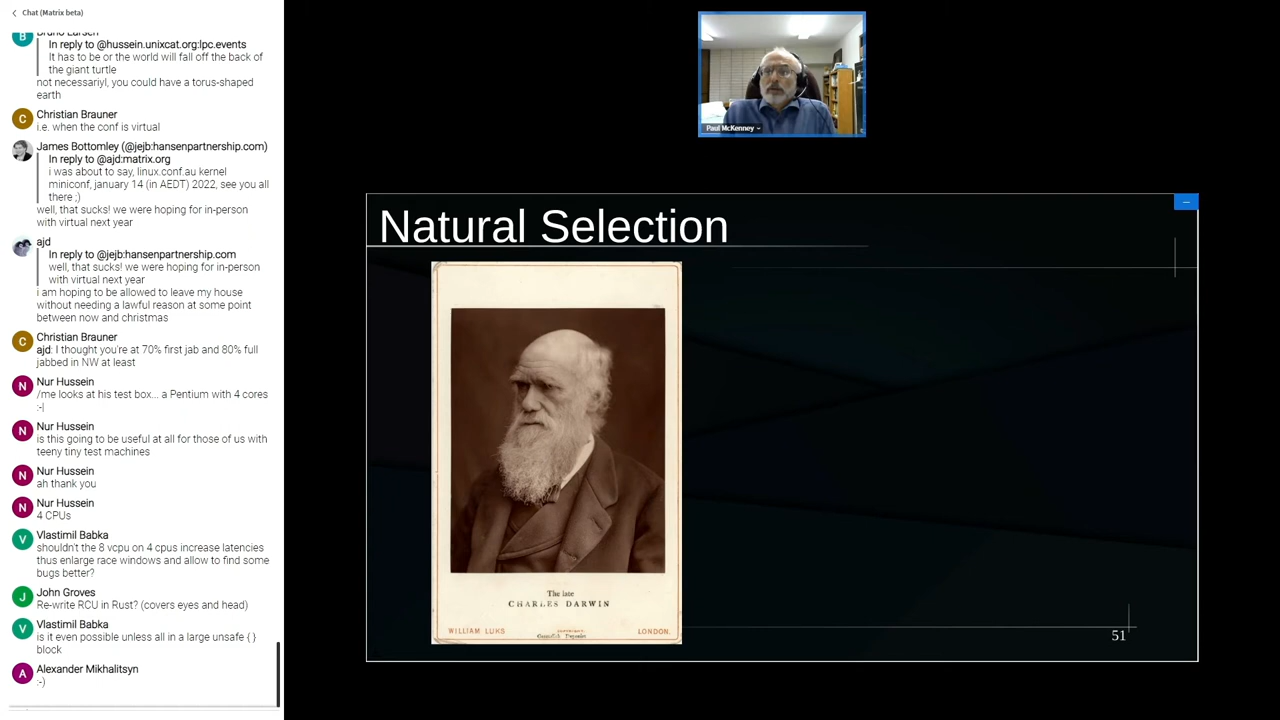 Chat (Matrix beta)
Bruno Larsen
In reply to @hussein.unixcat.org:lpc.events
It has to be or the world will fall off the back of
the giant turtle
not necessariyl, you could have a torus-shaped
earth
Christian Brauner
i.e. when the conf is virtual
James Bottomley (@jejb:hansenpartnership.com)
In reply to @ajd:matrix.org
i was about to say, linux.conf.au kernel
miniconf, january 14 (in AEDT) 2022, see you all
there ;)
well, that sucks! we were hoping for in-person
with virtual next year
ajd
In reply to @jejb:hansenpartnership.com
well, that sucks! we were hoping for in-person
with virtual next year
i am hoping to be allowed to leave my house
without needing a lawful reason at some point
between now and christmas
Christian Brauner
ajd: I thought you're at 70% first jab and 80% full
jabbed in NW at least
Nur Hussein
/me looks at his test box... a Pentium with 4 cores
:-|
Nur Hussein
is this going to be useful at all for those of us with
teeny tiny test machines
Nur Hussein
ah thank you
Nur Hussein
4 CPUs
Vlastimil Babka
shouldn't the 8 vcpu on 4 cpus increase latencies
thus enlarge race windows and allow to find some
bugs better?
John Groves
Re-write RCU in Rust? (covers eyes and head)
Vlastimil Babka
is it even possible unless all in a large unsafe { }
block
Alexander Mikhalitsyn
:-)
B
C
C
N
N
N
N
V
J
V
A
Paul McKenney
Natural Selection
The late
CHARLES DARWIN
WILLIAM LUKS
LONDON.
51